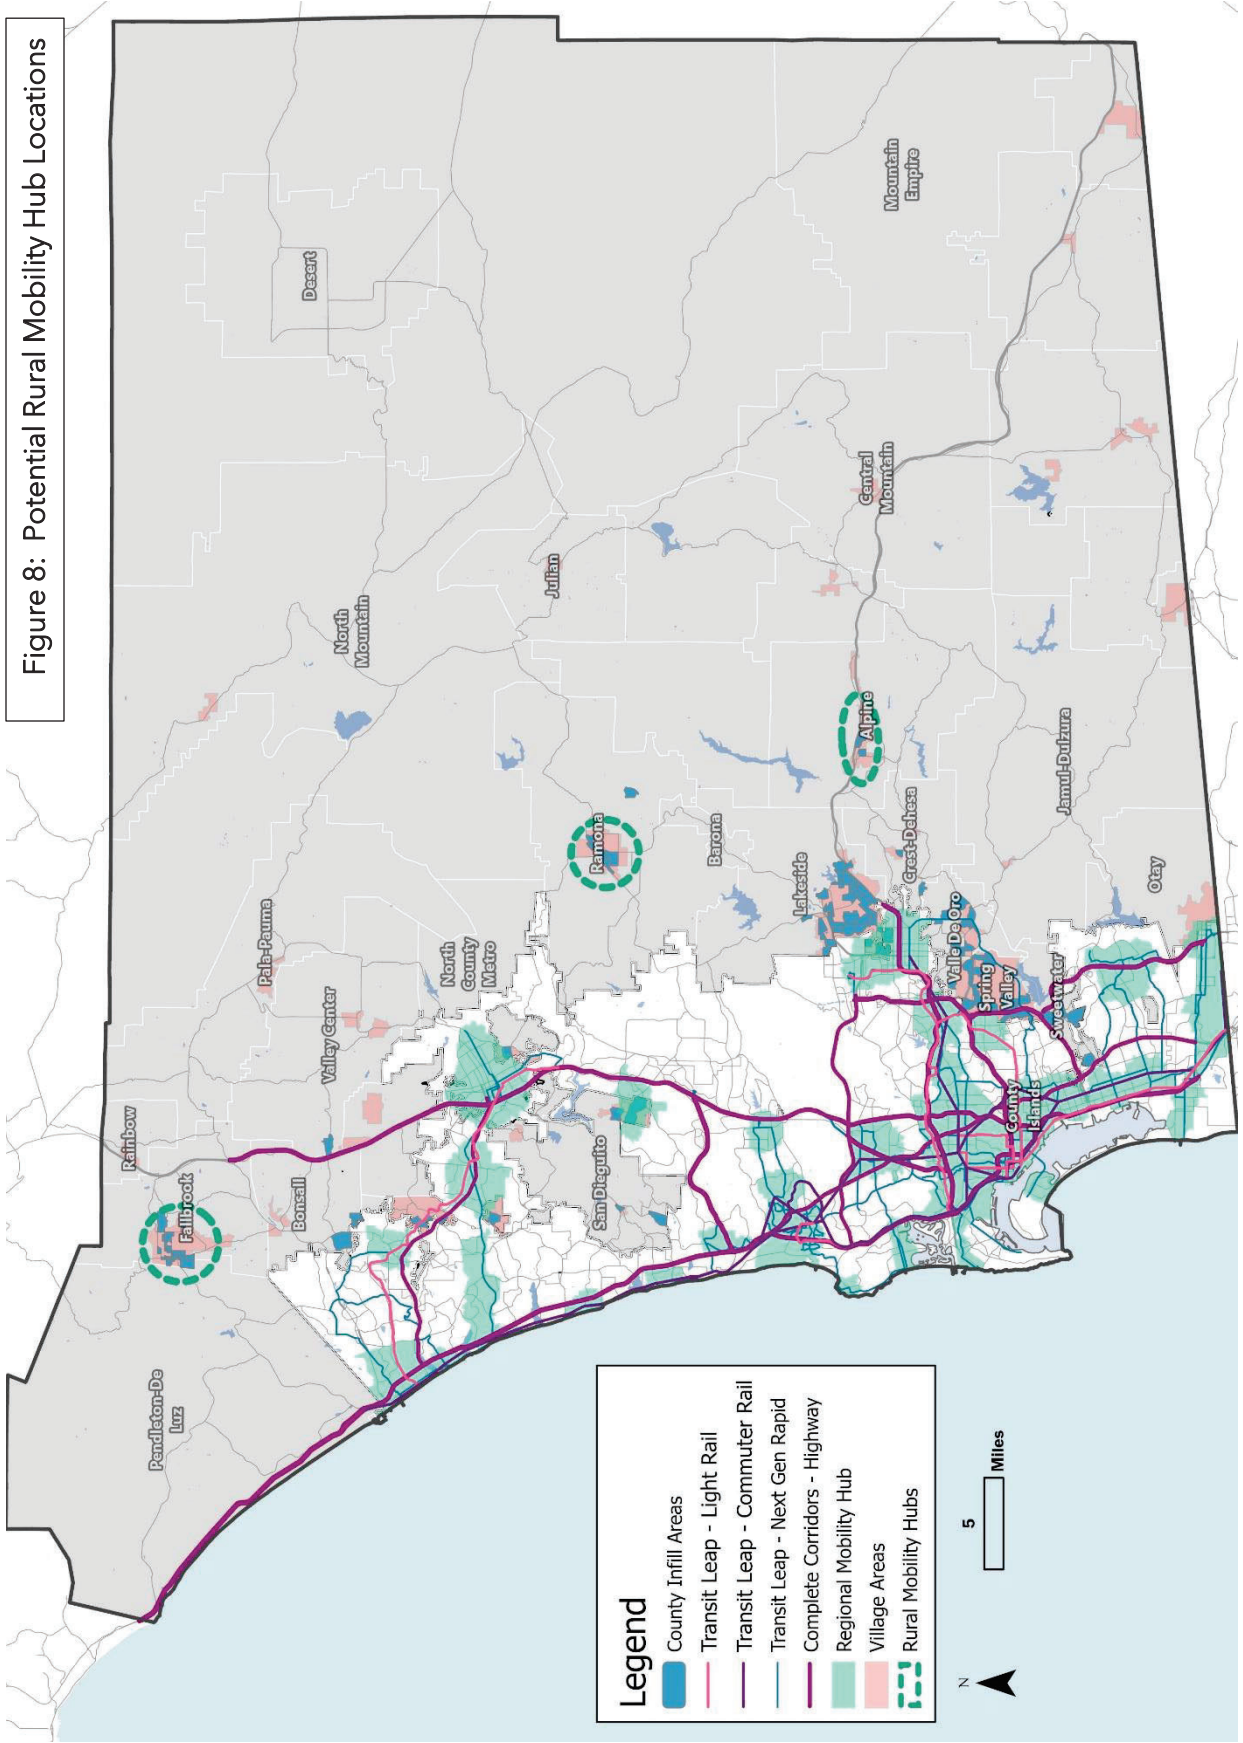 Figure 8: Potential Rural Mobility Hub Locations
Rainbow
Fallbrook
Pendleton-De
Luz
Bonsall
Pala-Pauma
Valley Center
North
Mountain
Desert
North
County
Metro
Julian
Ramona
San Dieguito
Barona
Lakeside
Alpine
Central
Mountain
Mountain
Empire
Crest-Dehesa
Valle De Oro
Spring
Valley
County
Islands
Sweetwater
Jamul-Dulzura
Otay
Legend
County Infill Areas
Transit Leap - Light Rail
Transit Leap - Commuter Rail
Transit Leap - Next Gen Rapid
Complete Corridors - Highway
Regional Mobility Hub
Village Areas
Rural Mobility Hubs
N
5
Miles